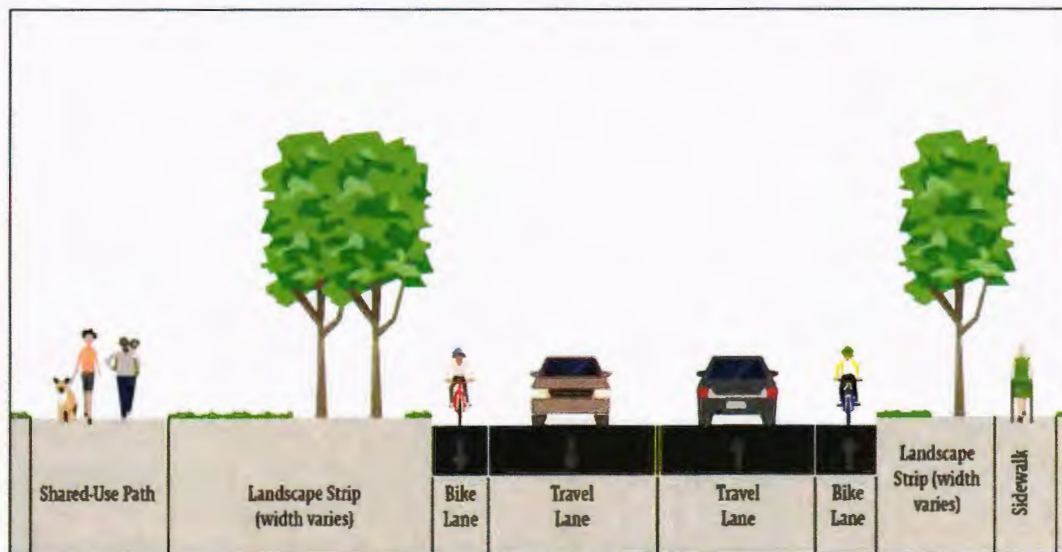 Shared-Use Path
Landscape Strip
(width varies)
Bike
Lane
Travel
Lane
Travel
Lane
Bike
Lane
Landscape
Strip (width
varies)
Sidewalk